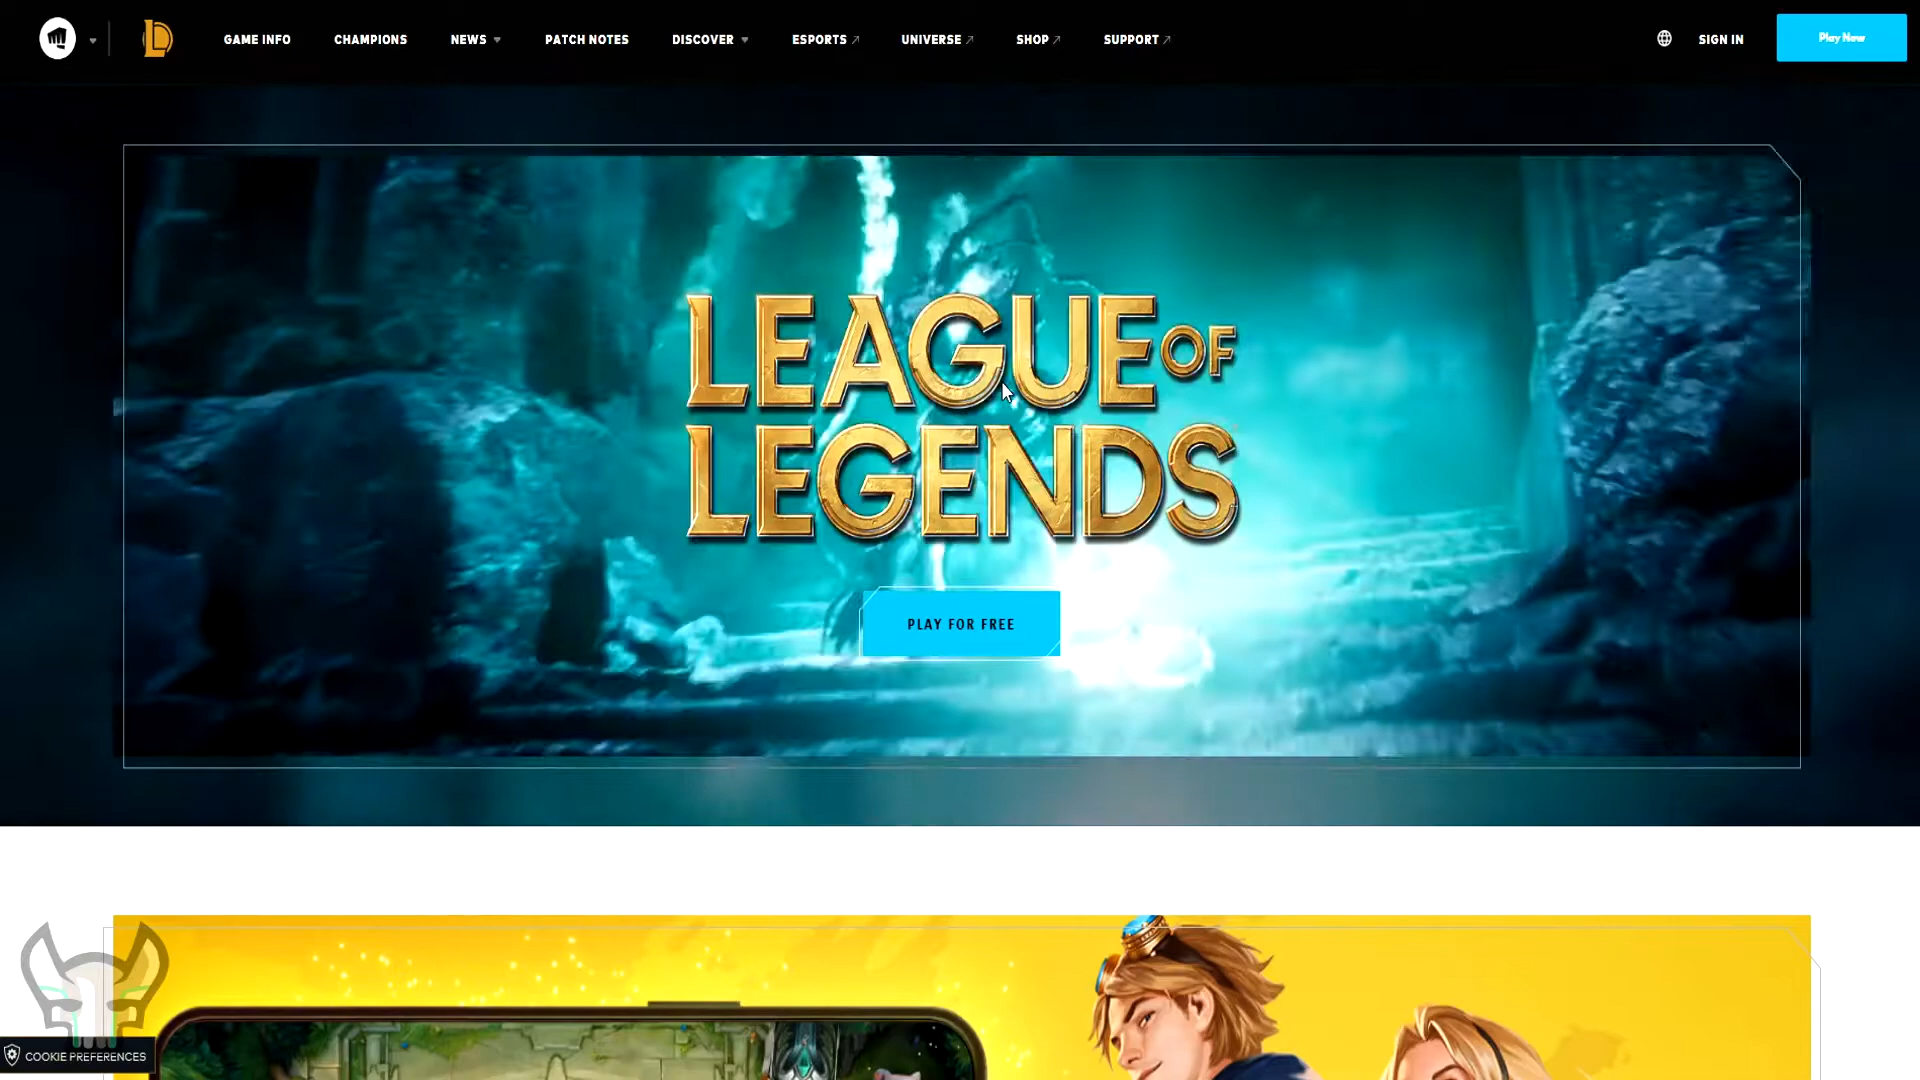 GAME INFO CHAMPIONS NEWS PATCH NOTES DISCOVER ESPORTS UNIVERSE SHOP SUPPORT SIGN IN Play Now
LEAGUE OF
LEGENDS
PLAY FOR FREE
COOKIE PREFERENCES